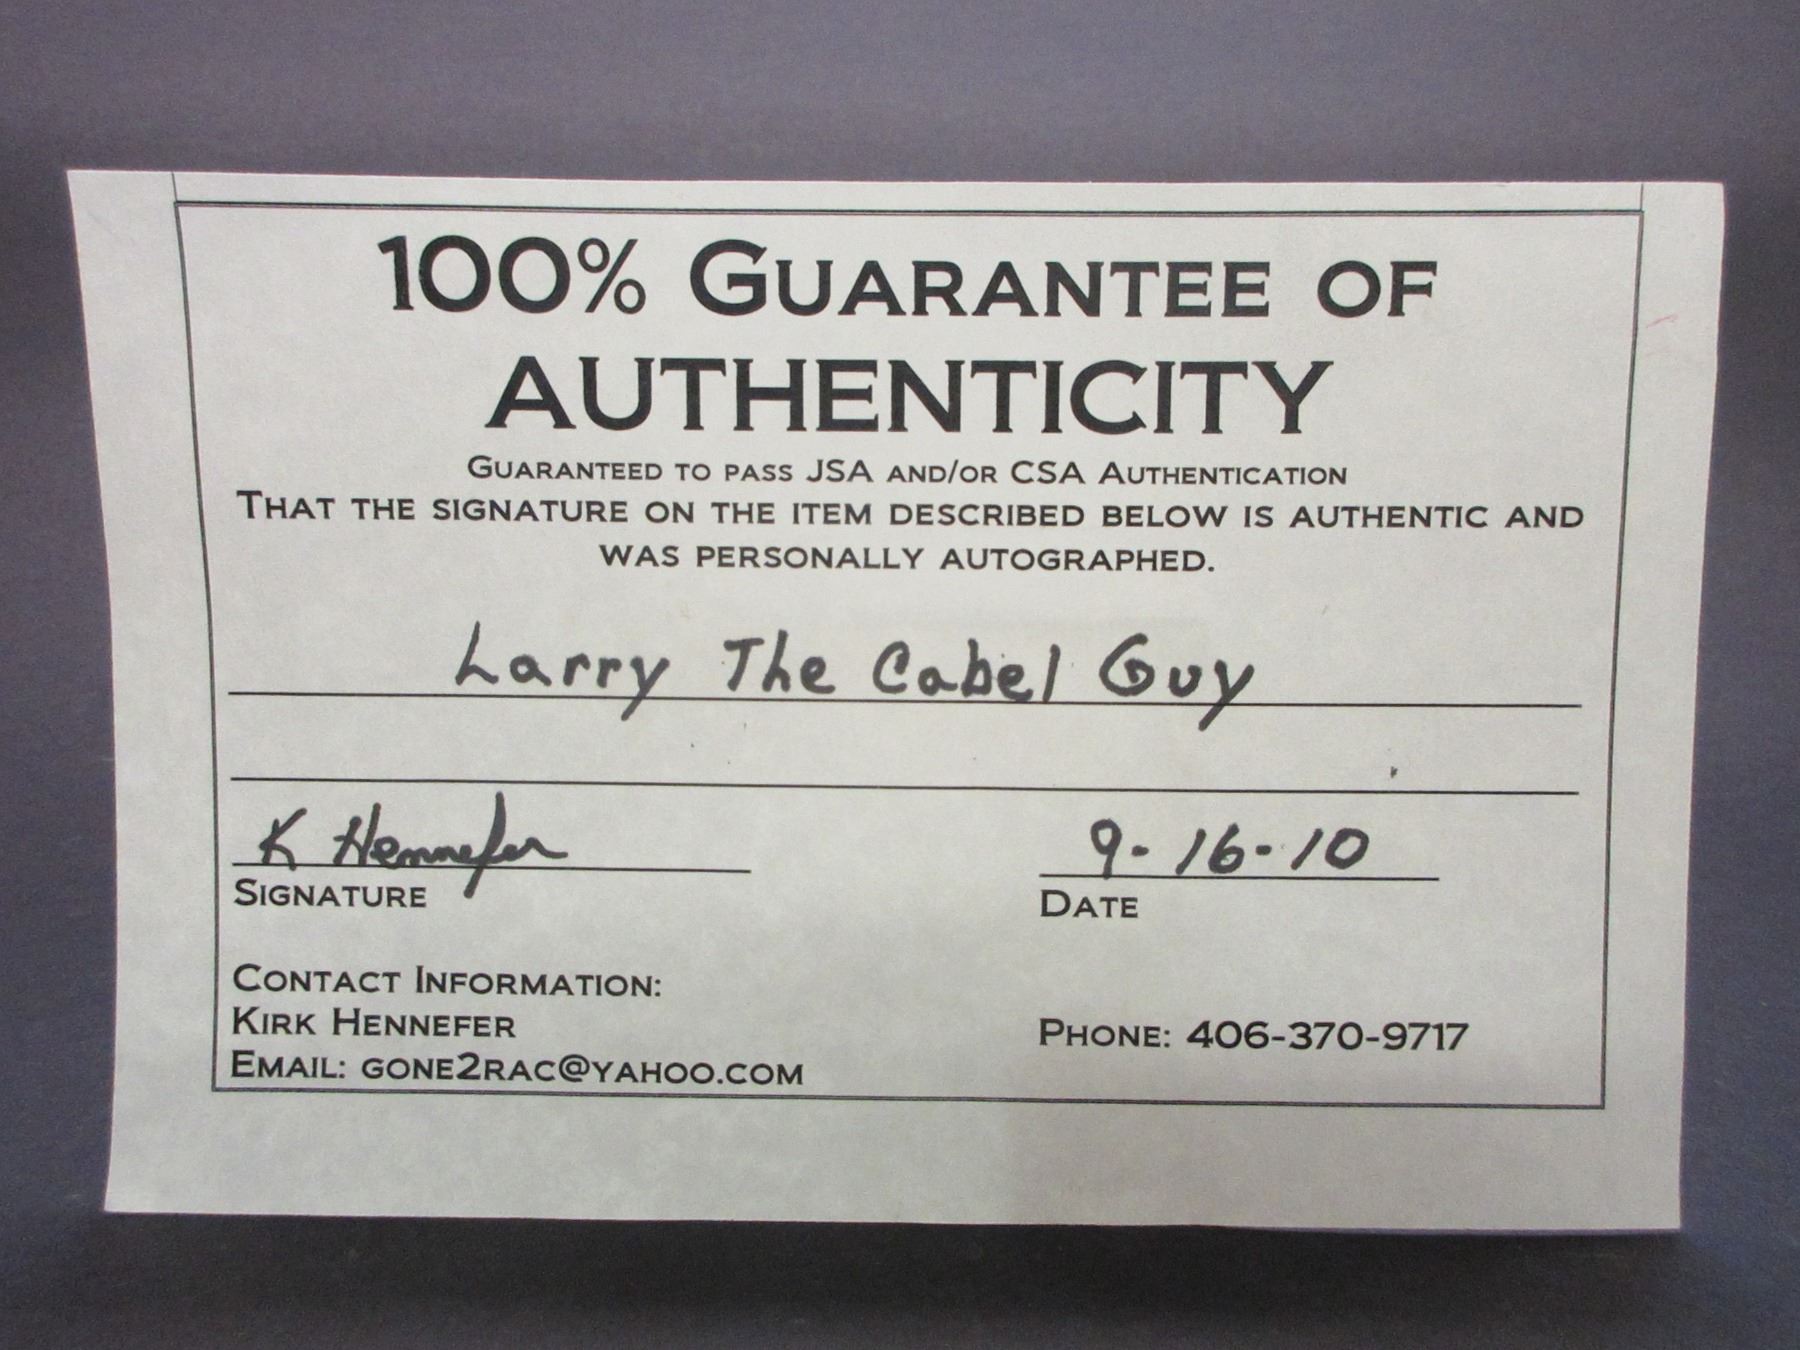 100% GUARANTEE OF
AUTHENTICITY
GUARANTEED TO PASS JSA AND/OR CSA AUTHENTICATION
THAT THE SIGNATURE ON THE ITEM DESCRIBED BELOW IS AUTHENTIC AND
WAS PERSONALLY AUTOGRAPHED.
Larry The Cabel Guy
K Hennefer 9-16-10
SIGNATURE DATE
CONTACT INFORMATION:
KIRK HENNEFER PHONE: 406-370-9717
EMAIL: GONE2RAC@YAHOO.COM